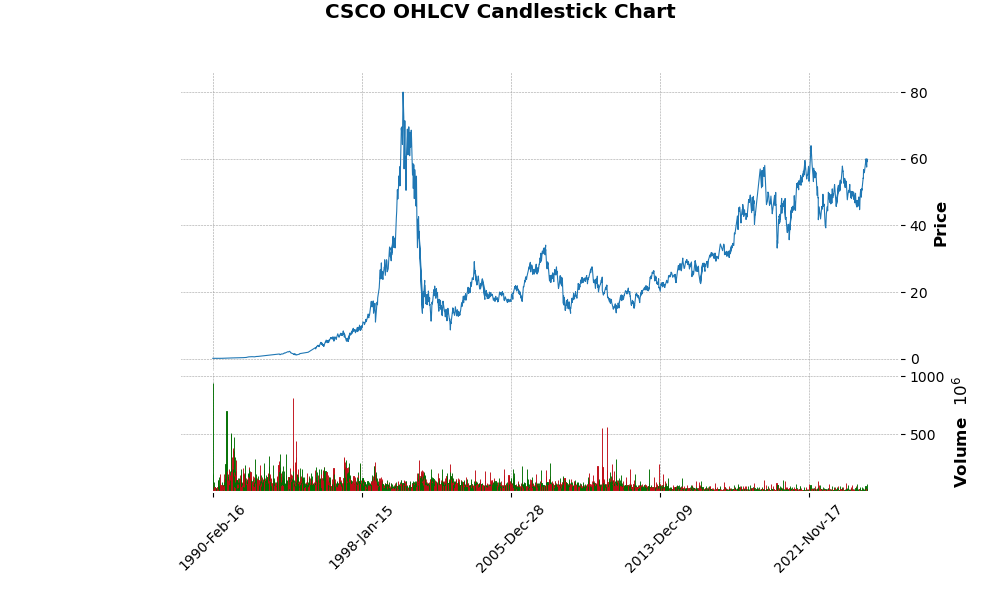 CSCO OHLCV Candlestick Chart
80
60
40
20
0
Price
1000
500
Volume 10^6
1990-Feb-16
1998-Jan-15
2005-Dec-28
2013-Dec-09
2021-Nov-17